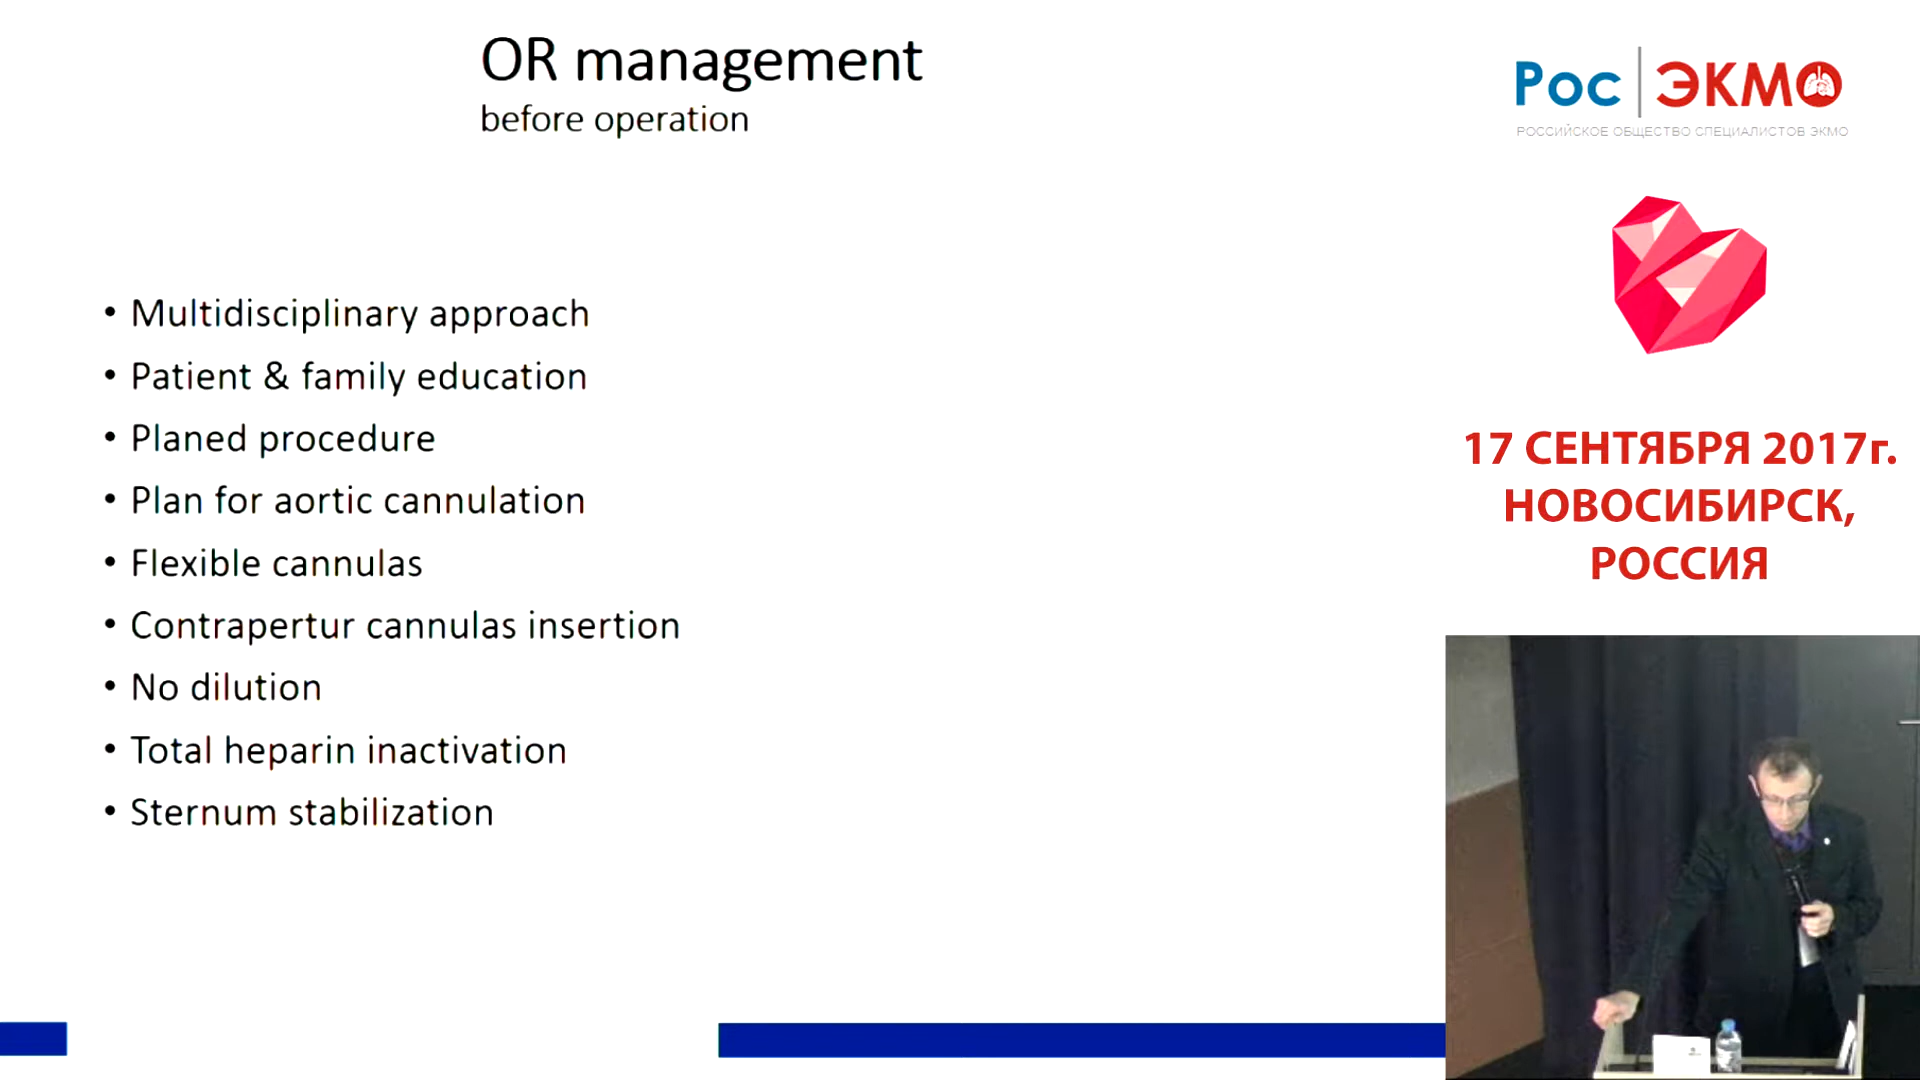 OR management
before operation
• Multidisciplinary approach
• Patient & family education
• Planed procedure
• Plan for aortic cannulation
• Flexible cannulas
• Contrapertur cannulas insertion
• No dilution
• Total heparin inactivation
• Sternum stabilization
Рос ЭКМО
РОССИЙСКОЕ ОБЩЕСТВО СПЕЦИАЛИСТОВ ЭКМО
17 СЕНТЯБРЯ 2017г.
НОВОСИБИРСК,
РОССИЯ